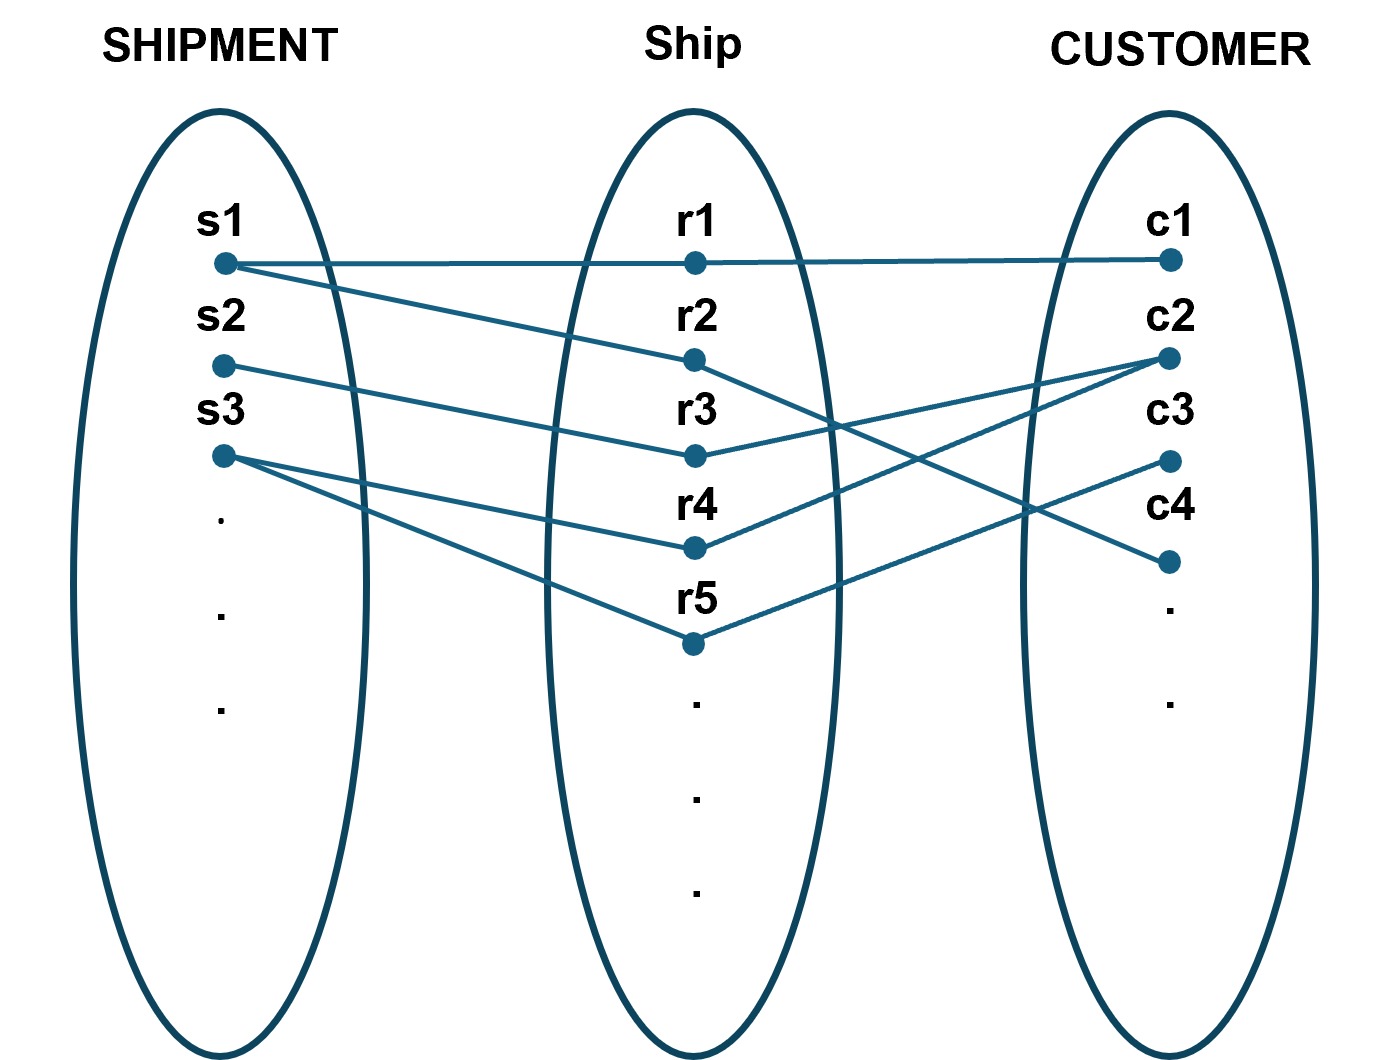 SHIPMENT Ship CUSTOMER
s1 r1 c1
s2 r2 c2
s3 r3 c3
. r4 c4
. r5 .
. . .
.
.